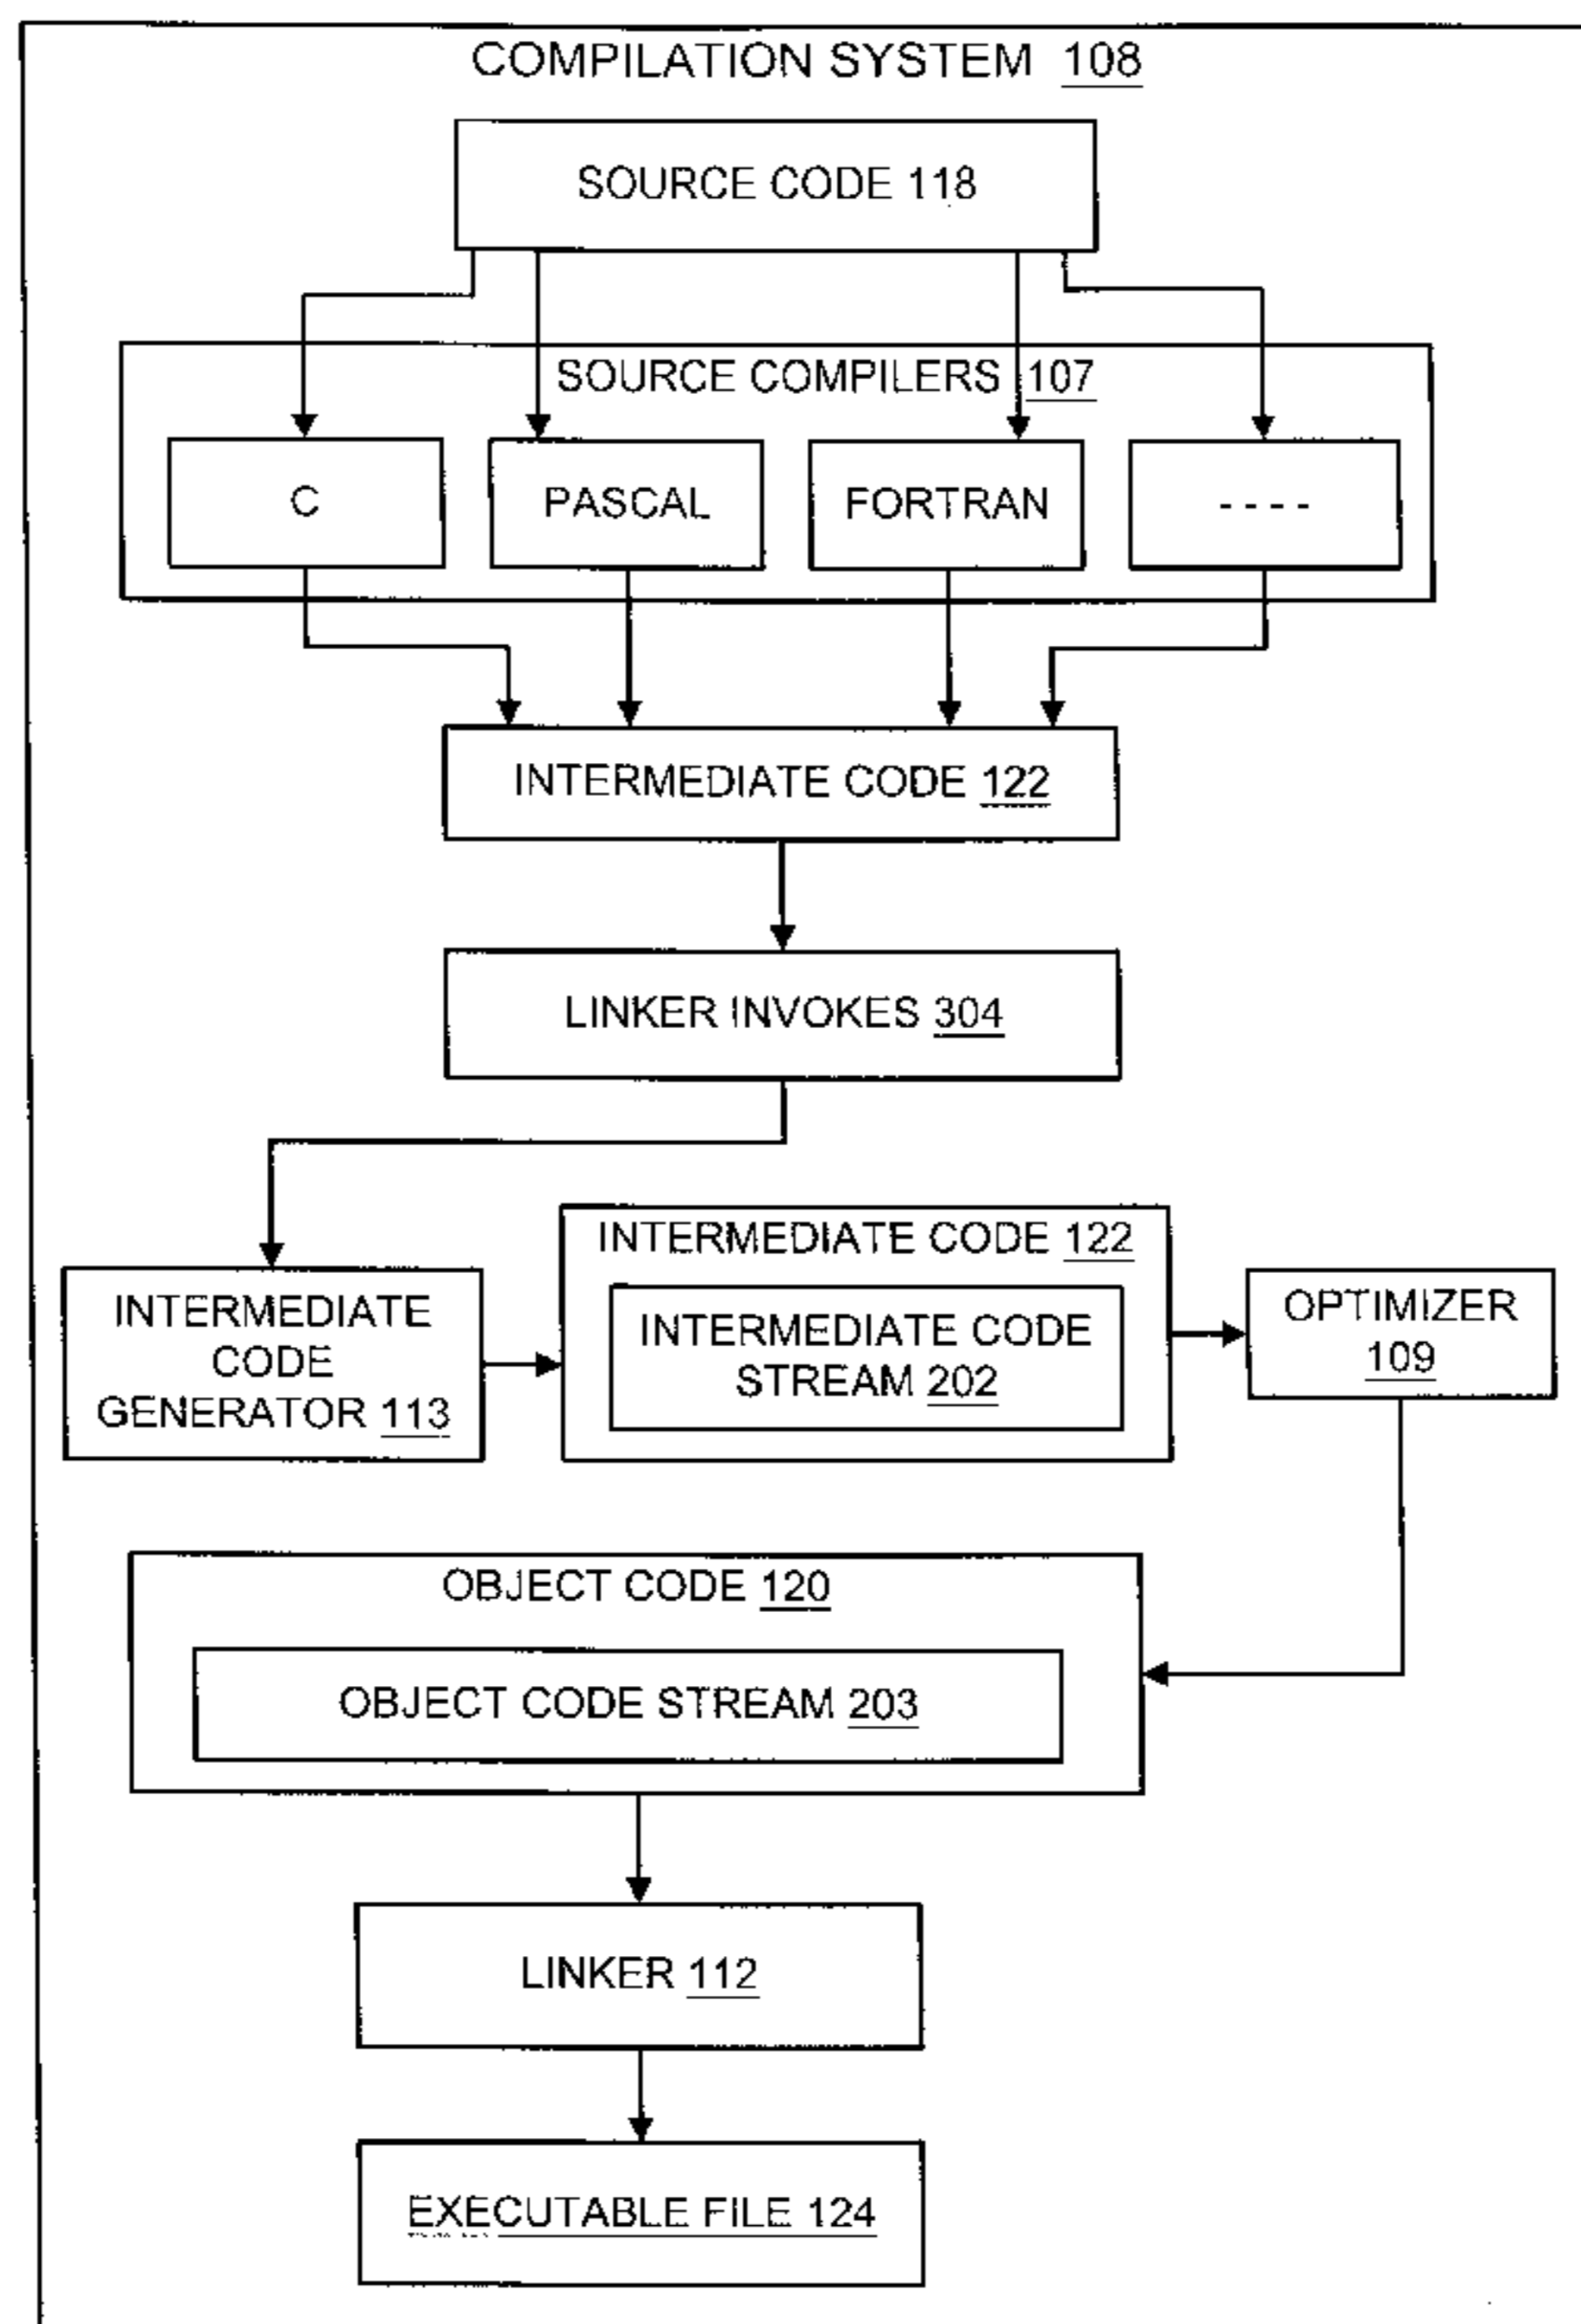 COMPILATION SYSTEM 108
SOURCE CODE 118
SOURCE COMPILERS 107
C
PASCAL
FORTRAN
- - - -
INTERMEDIATE CODE 122
LINKER INVOKES 304
INTERMEDIATE
CODE
GENERATOR 113
INTERMEDIATE CODE 122
INTERMEDIATE CODE
STREAM 202
OPTIMIZER
109
OBJECT CODE 120
OBJECT CODE STREAM 203
LINKER 112
EXECUTABLE FILE 124